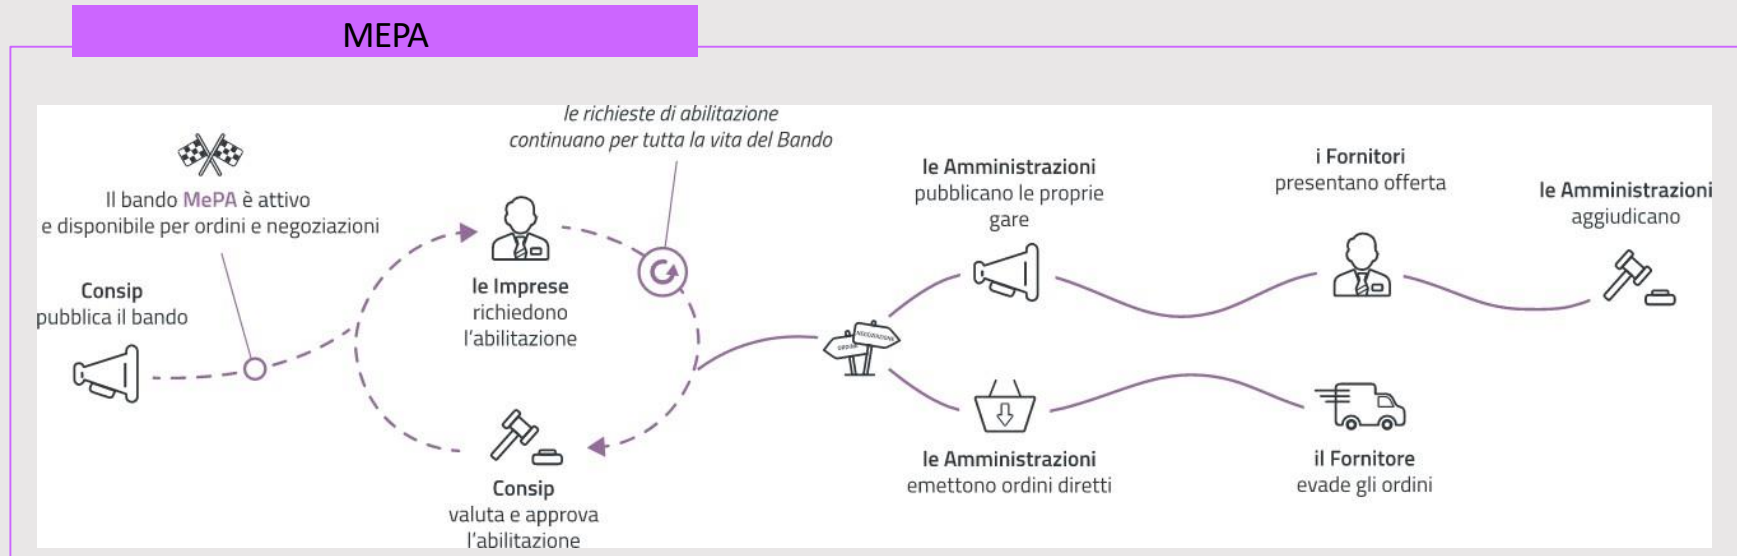 MEPA
le richieste di abilitazione
continuano per tutta la vita del Bando
Il bando MePA è attivo
e disponibile per ordini e negoziazioni
Consip
pubblica il bando
le Imprese
richiedono
l'abilitazione
Consip
valuta e approva
l'abilitazione
le Amministrazioni
pubblicano le proprie
gare
i Fornitori
presentano offerta
le Amministrazioni
aggiudicano
le Amministrazioni
emettono ordini diretti
il Fornitore
evade gli ordini